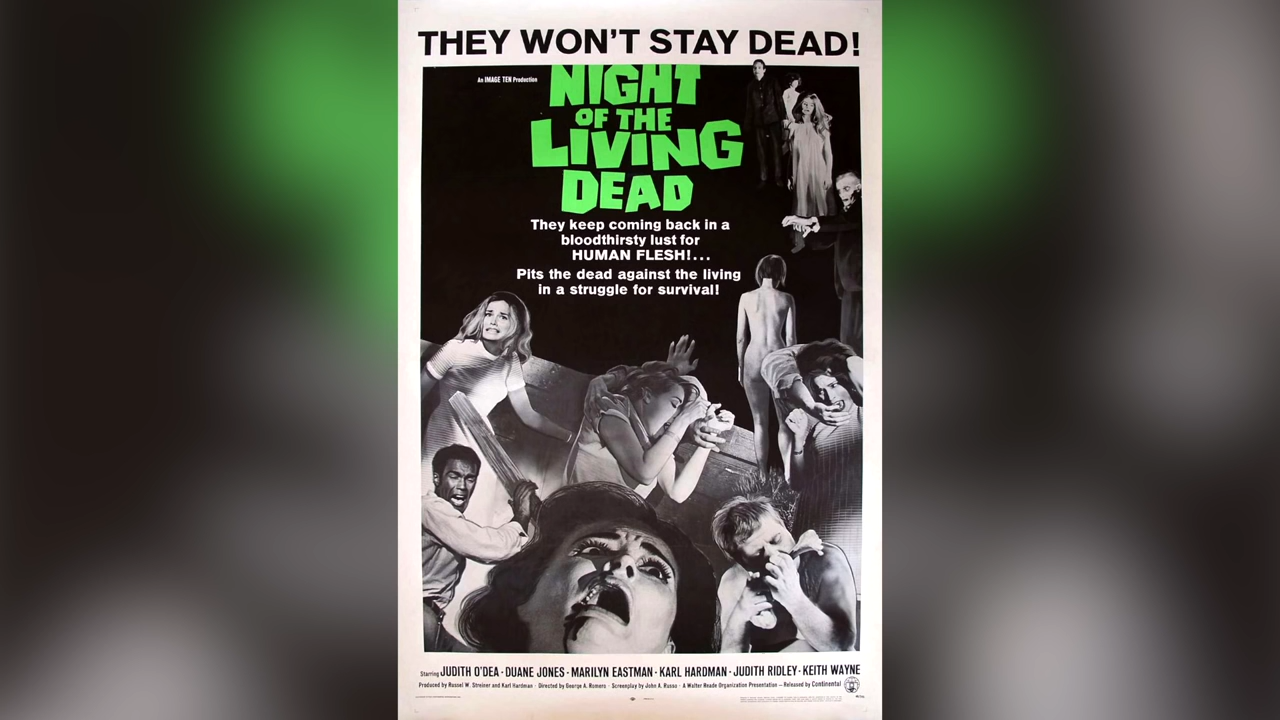 THEY WON'T STAY DEAD!
An IMAGE TEN Production
NIGHT
OF THE
LIVING
DEAD
They keep coming back in a
bloodthirsty lust for
HUMAN FLESH!...
Pits the dead against the living
in a struggle for survival!
Starring JUDITH O'DEA · DUANE JONES · MARILYN EASTMAN · KARL HARDMAN · JUDITH RIDLEY · KEITH WAYNE
Produced by Russel W. Streiner and Karl Hardman · Directed by George A. Romero · Screenplay by John A. Russo · A Walter Reade Organization Presentation — Released by Continental